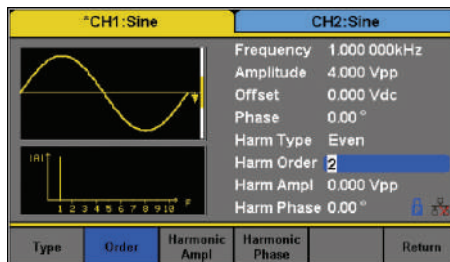 *CH1:Sine
CH2:Sine
Frequency 1.000 000kHz
Amplitude 4.000 Vpp
Offset 0.000 Vdc
Phase 0.00 °
Harm Type Even
Harm Order 2
Harm Ampl 0.000 Vpp
Harm Phase 0.00 °
|A|
1 2 3 4 5 6 7 8 9 10 F
Type
Order
Harmonic Ampl
Harmonic Phase
Return